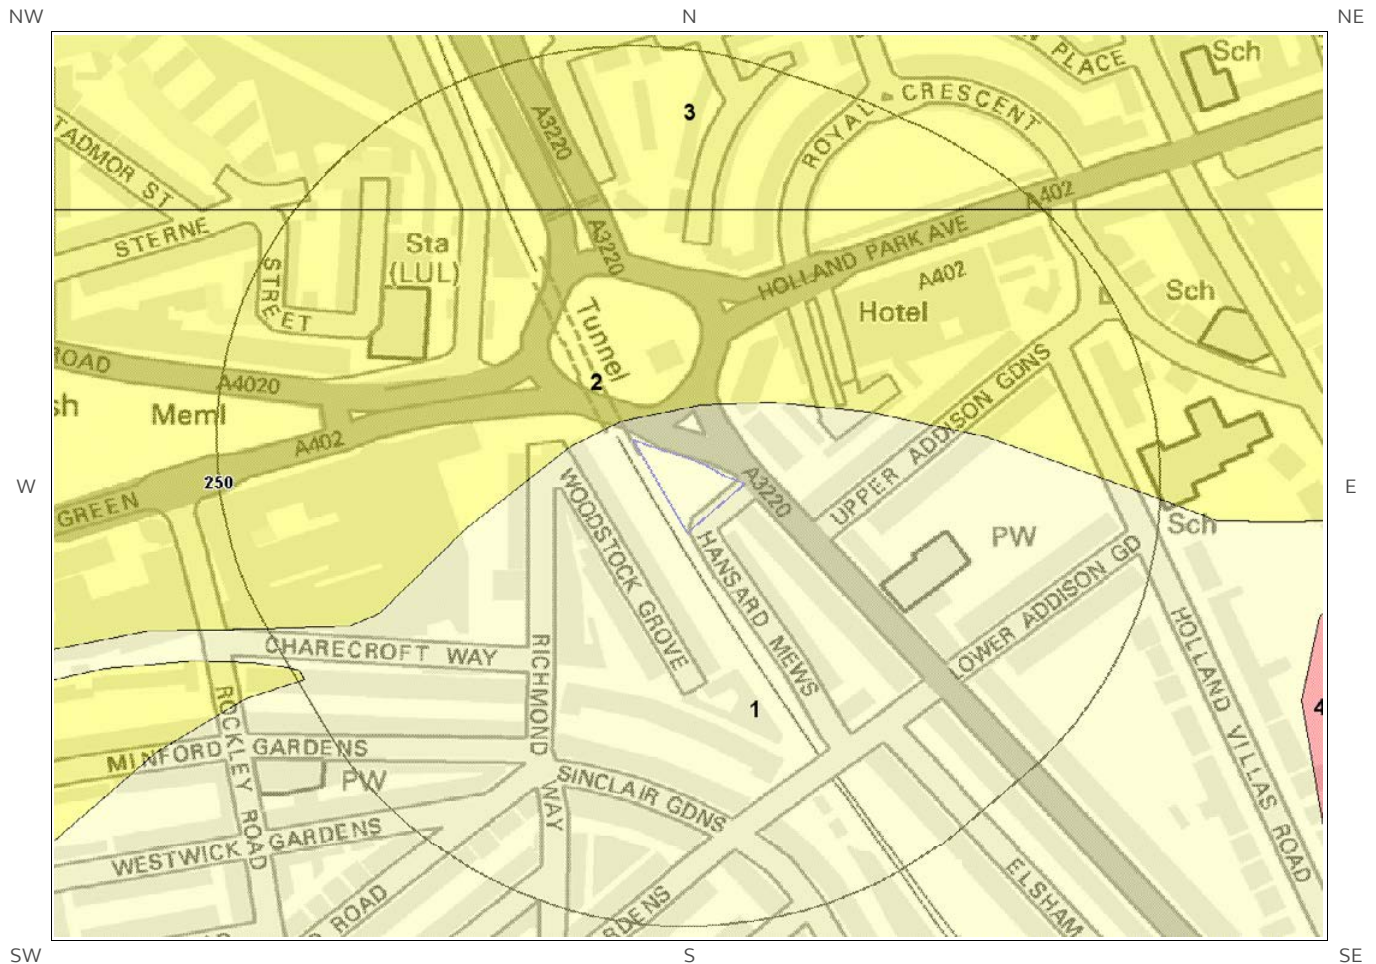 NW
N
NE
PLACE
Sch
CRESCENT
ROYAL
3
A3220
TADMOR ST
A402
STERNE
STREET
Sta
(LUL)
A3220
HOLLAND PARK AVE
A402
Hotel
Sch
Tunnel
2
ROAD
A4020
sh
Meml
A402
UPPER ADDISON GDNS
W
250
GREEN
A3220
E
Sch
PW
WOODSTOCK GROVE
HANSARD MEWS
LOWER ADDISON GD
CHARECROFT WAY
RICHMOND
WAY
HOLLAND VILLAS ROAD
1
4
ROCKLEY ROAD
MINFORD GARDENS
PW
SINCLAIR GDNS
WESTWICK GARDENS
ROAD
RDENS
ELSHAM
SW
S
SE